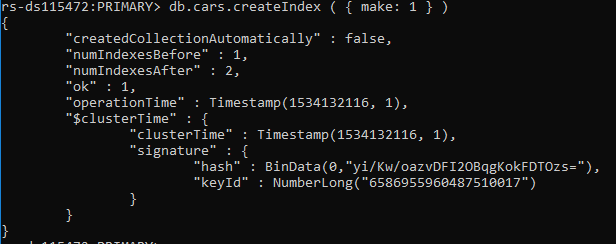 rs-ds115472:PRIMARY> db.cars.createIndex ( { make: 1 } )
{
        "createdCollectionAutomatically" : false,
        "numIndexesBefore" : 1,
        "numIndexesAfter" : 2,
        "ok" : 1,
        "operationTime" : Timestamp(1534132116, 1),
        "$clusterTime" : {
                "clusterTime" : Timestamp(1534132116, 1),
                "signature" : {
                        "hash" : BinData(0,"yi/Kw/oazvDFI2OBqgKokFDTOzs="),
                        "keyId" : NumberLong("6586955960487510017")
                }
        }
}